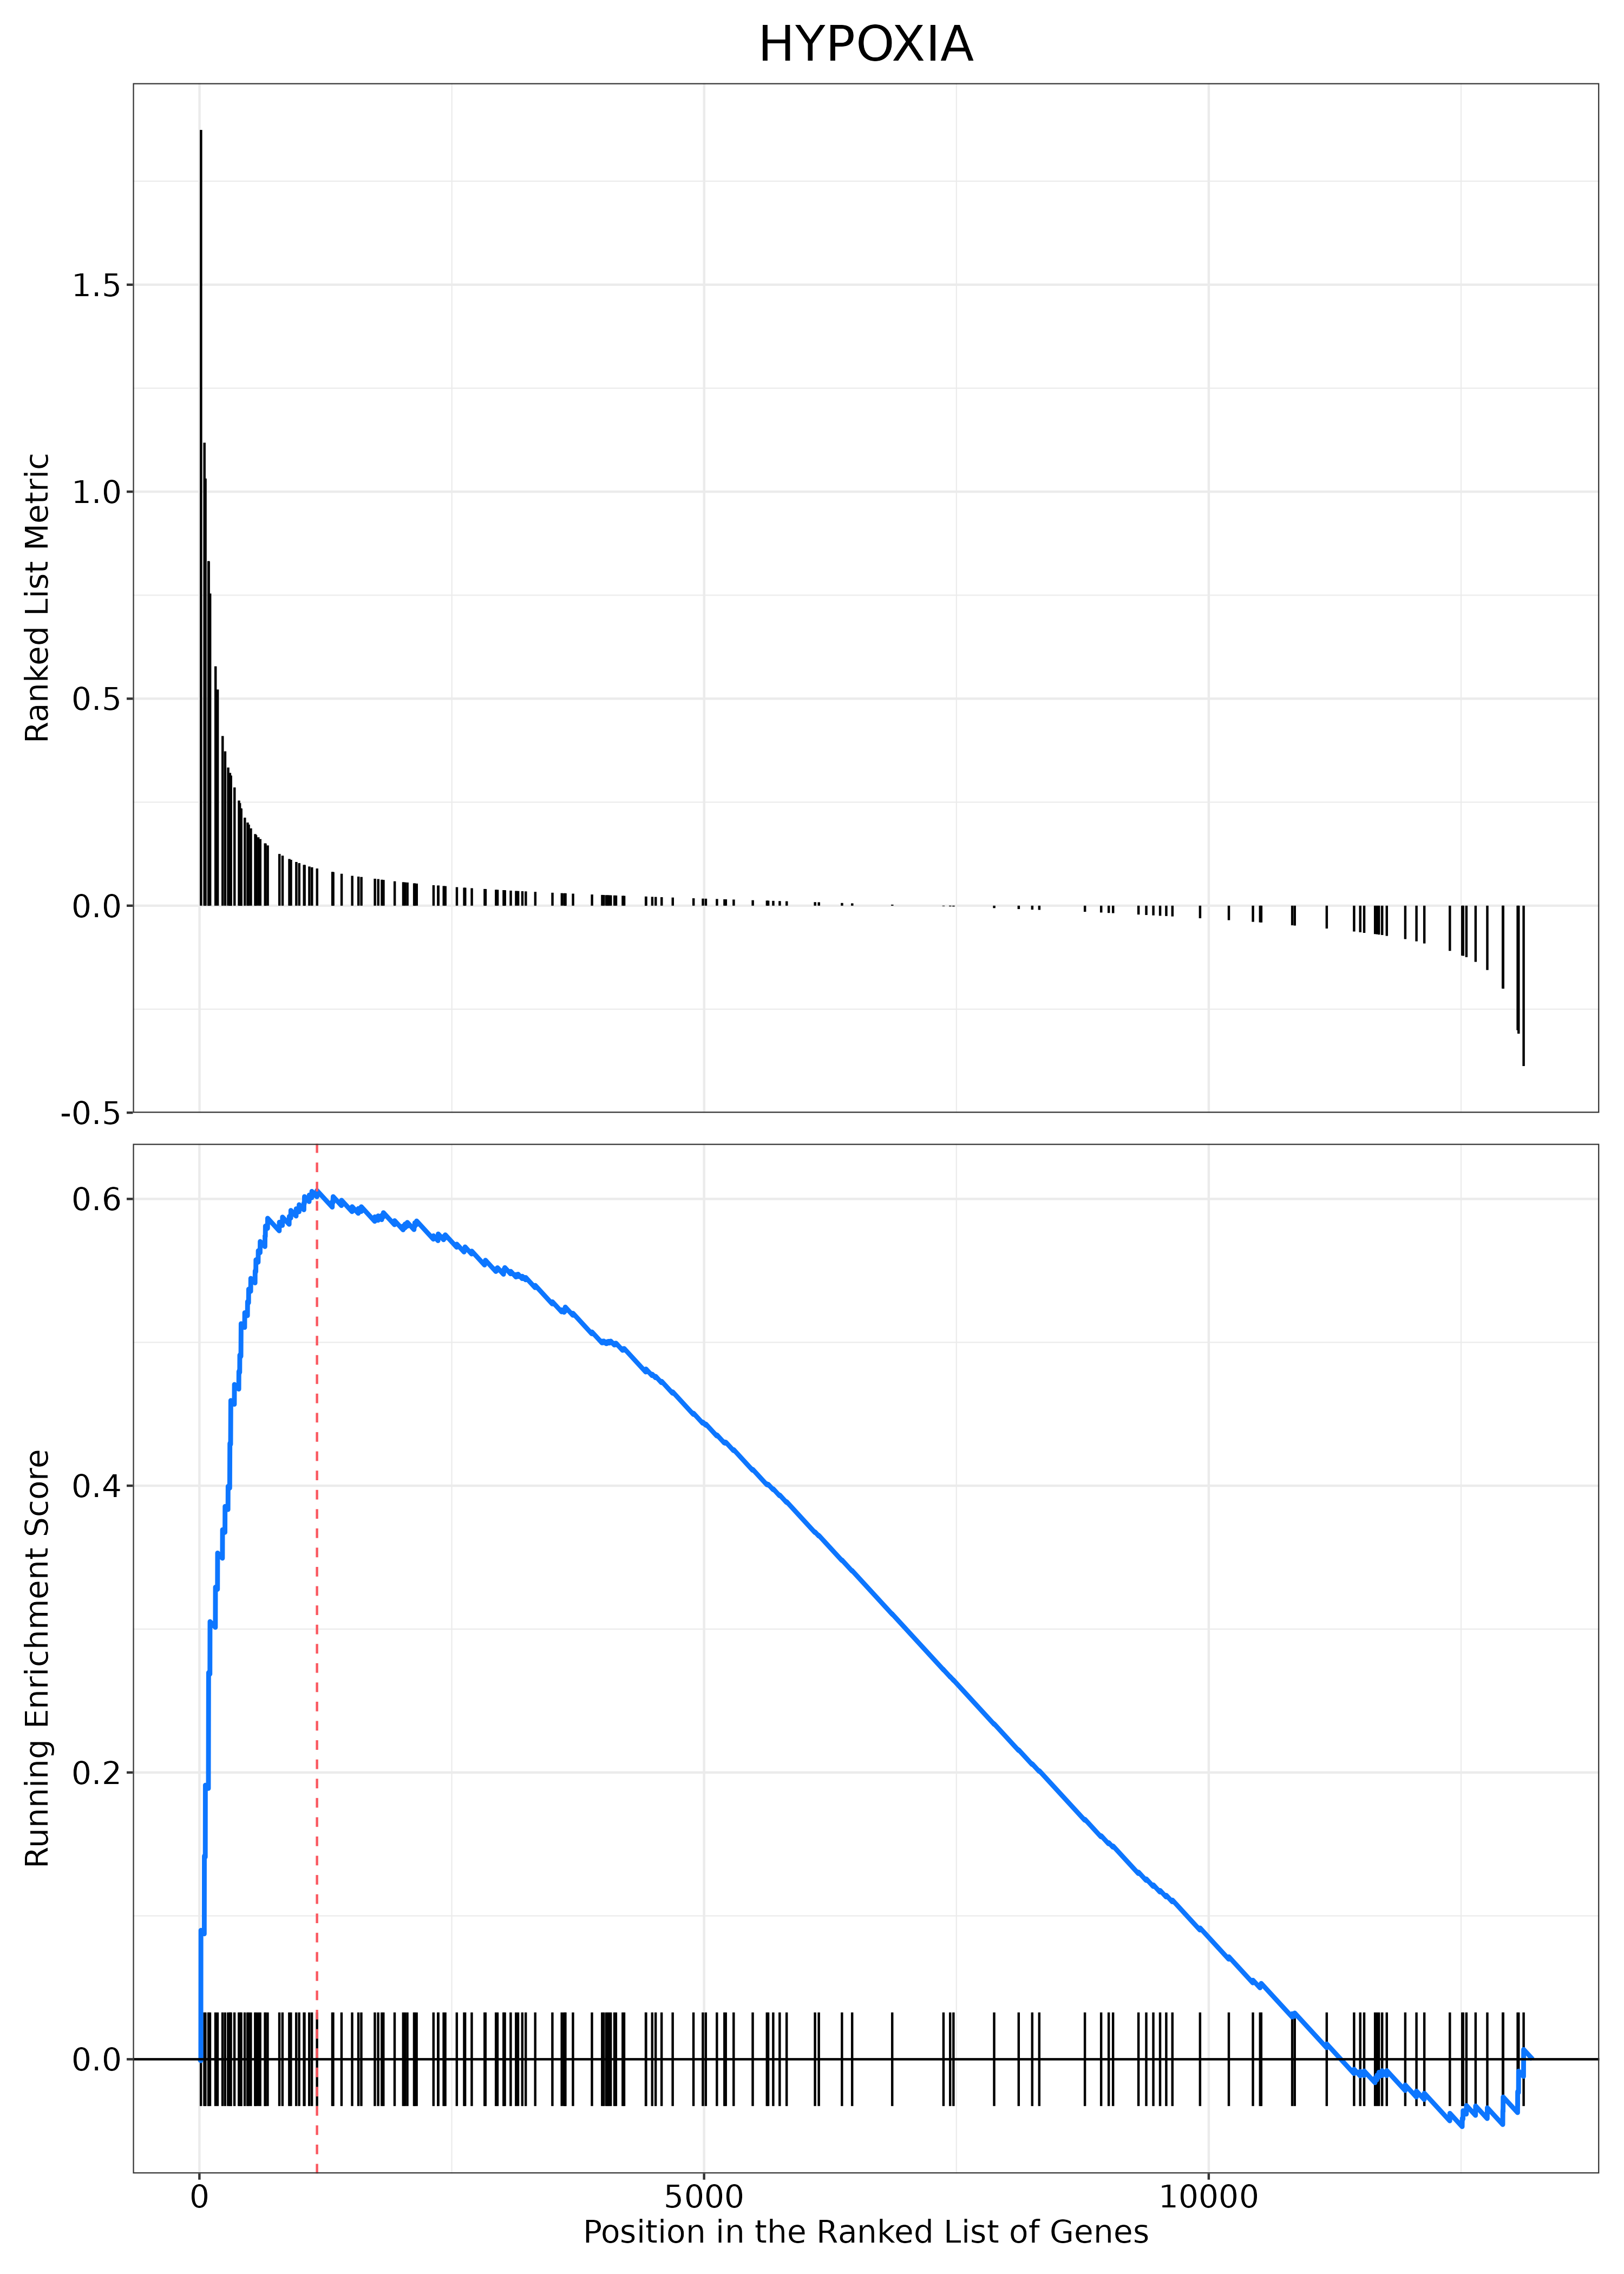 HYPOXIA
Ranked List Metric
1.5
1.0
0.5
0.0
-0.5
Running Enrichment Score
0.6
0.4
0.2
0.0
0 5000 10000
Position in the Ranked List of Genes